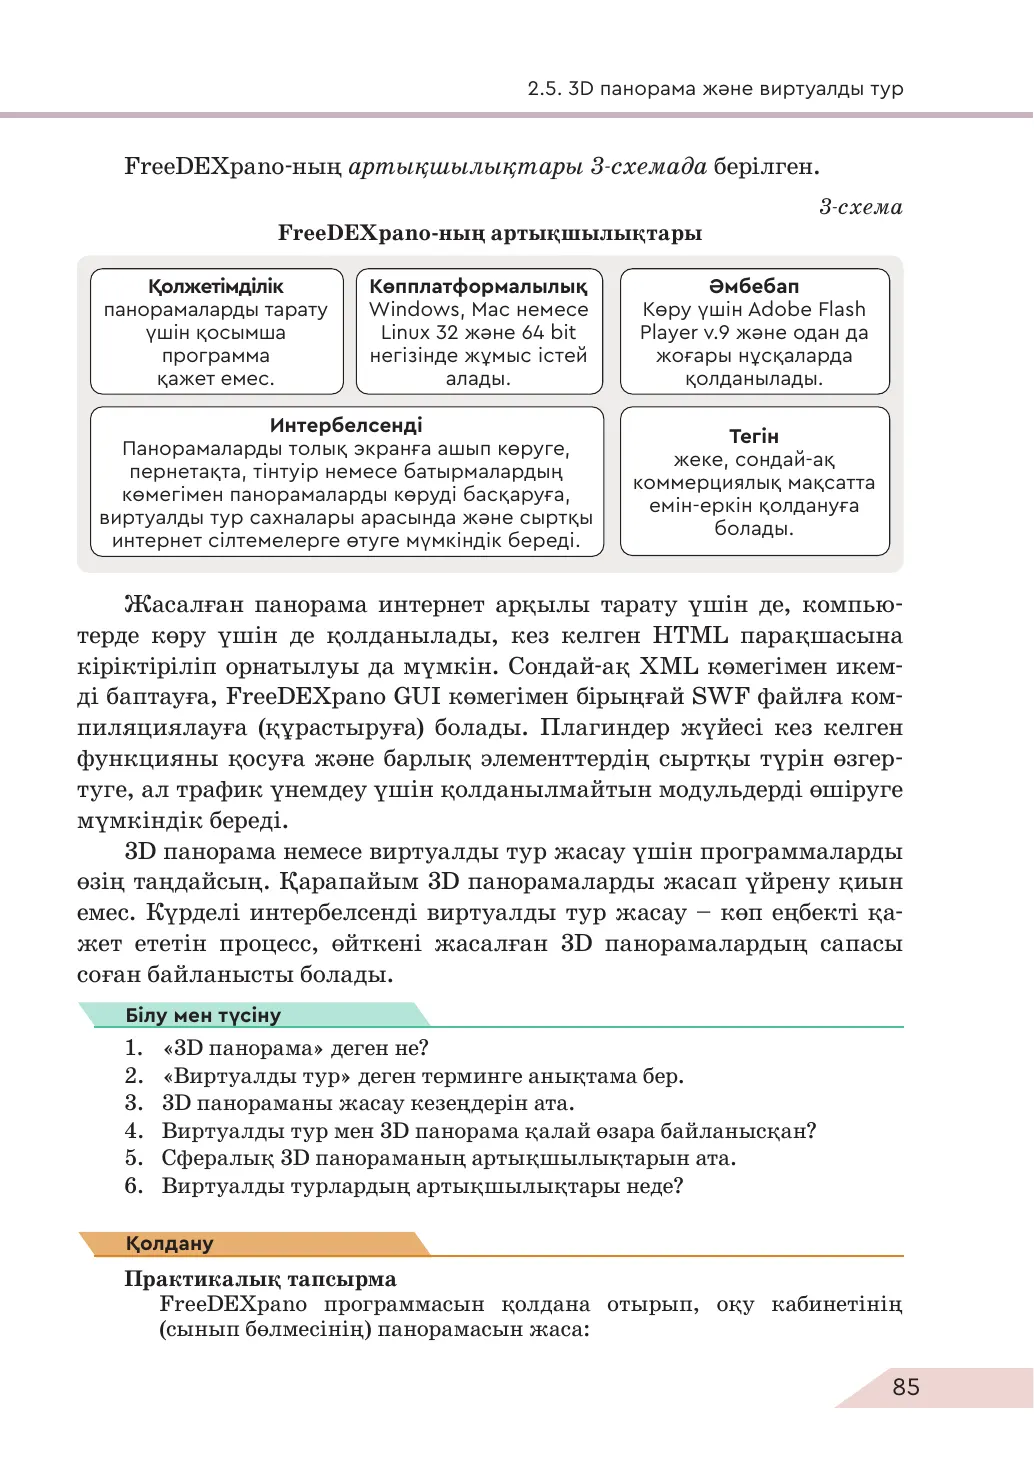 2.5. 3D панорама және виртуалды тур
FreeDEXpano-ның артықшылықтары 3-схемада берілген.
3-схема
FreeDEXpano-ның артықшылықтары
Қолжетімділік
панорамаларды тарату
үшін қосымша
программа
қажет емес.
Көпплатформалылық
Windows, Mac немесе
Linux 32 және 64 bit
негізінде жұмыс істей
алады.
Әмбебап
Көру үшін Adobe Flash
Player v.9 және одан да
жоғары нұсқаларда
қолданылады.
Интербелсенді
Панорамаларды толық экранға ашып көруге,
пернетақта, тінтуір немесе батырмалардың
көмегімен панорамаларды көруді басқаруға,
виртуалды тур сахналары арасында және сыртқы
интернет сілтемелерге өтуге мүмкіндік береді.
Тегін
жеке, сондай-ақ
коммерциялық мақсатта
емін-еркін қолдануға
болады.
Жасалған панорама интернет арқылы тарату үшін де, компью-
терде көру үшін де қолданылады, кез келген HTML парақшасына
кіріктіріліп орнатылуы да мүмкін. Сондай-ақ XML көмегімен икем-
ді баптауға, FreeDEXpano GUI көмегімен бірыңғай SWF файлға ком-
пиляциялауға (құрастыруға) болады. Плагиндер жүйесі кез келген
функцияны қосуға және барлық элементтердің сыртқы түрін өзгер-
туге, ал трафик үнемдеу үшін қолданылмайтын модульдерді өшіруге
мүмкіндік береді.
3D панорама немесе виртуалды тур жасау үшін программаларды
өзің таңдайсың. Қарапайым 3D панорамаларды жасап үйрену қиын
емес. Күрделі интербелсенді виртуалды тур жасау – көп еңбекті қа-
жет ететін процесс, өйткені жасалған 3D панорамалардың сапасы
соған байланысты болады.
Білу мен түсіну
1. «3D панорама» деген не?
2. «Виртуалды тур» деген терминге анықтама бер.
3. 3D панораманы жасау кезеңдерін ата.
4. Виртуалды тур мен 3D панорама қалай өзара байланысқан?
5. Сфералық 3D панораманың артықшылықтарын ата.
6. Виртуалды турлардың артықшылықтары неде?
Қолдану
Практикалық тапсырма
FreeDEXpano программасын қолдана отырып, оқу кабинетінің
(сынып бөлмесінің) панорамасын жаса:
85